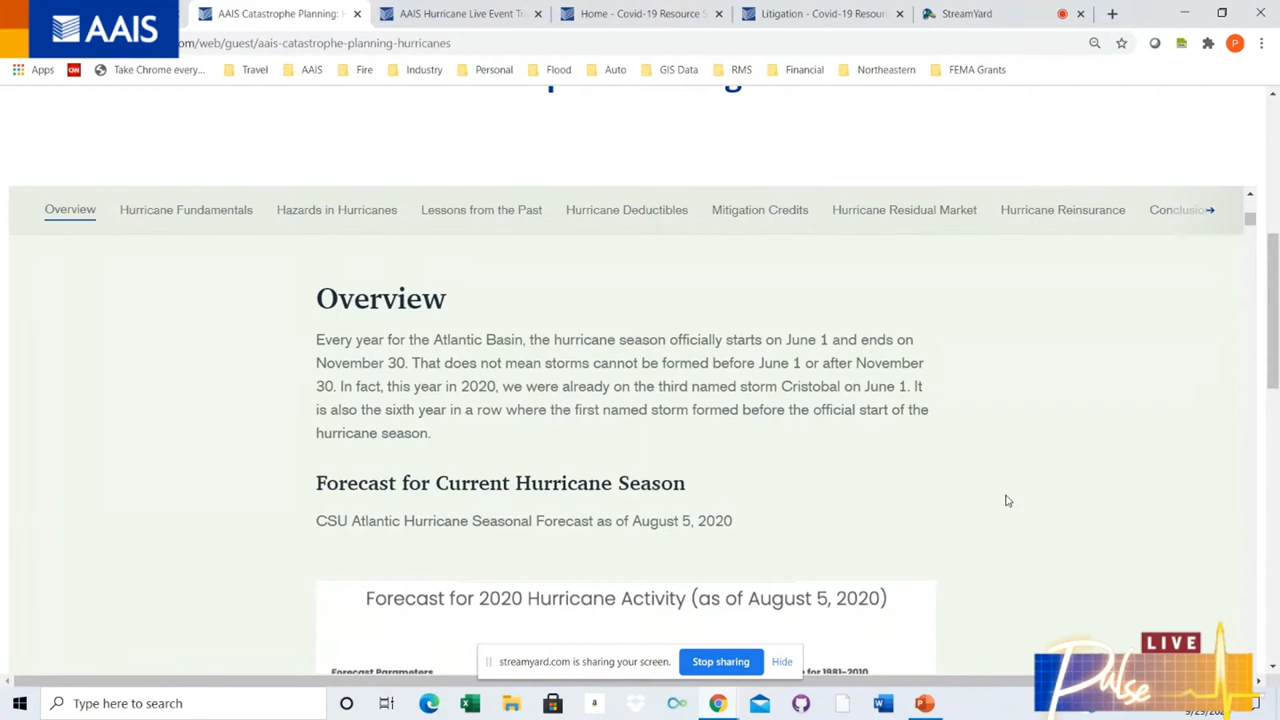 AAIS
AAIS Catastrophe Planning:
AAIS Hurricane Live Event
Home - Covid-19 Resource
Litigation - Covid-19 Resour
StreamYard
om/web/guest/aais-catastrophe-planning-hurricanes
P
Apps
CNN
Take Chrome every...
Travel
AAIS
Fire
Industry
Personal
Flood
Auto
GIS Data
RMS
Financial
Northeastern
FEMA Grants
Overview
Hurricane Fundamentals
Hazards in Hurricanes
Lessons from the Past
Hurricane Deductibles
Mitigation Credits
Hurricane Residual Market
Hurricane Reinsurance
Conclusio
Overview
Every year for the Atlantic Basin, the hurricane season officially starts on June 1 and ends on
November 30. That does not mean storms cannot be formed before June 1 or after November
30. In fact, this year in 2020, we were already on the third named storm Cristobal on June 1. It
is also the sixth year in a row where the first named storm formed before the official start of the
hurricane season.
Forecast for Current Hurricane Season
CSU Atlantic Hurricane Seasonal Forecast as of August 5, 2020
Forecast for 2020 Hurricane Activity (as of August 5, 2020)
Forecast Parameters
for 1981-2010
streamyard.com is sharing your screen.
Stop sharing
Hide
LIVE
Pulse
Type here to search